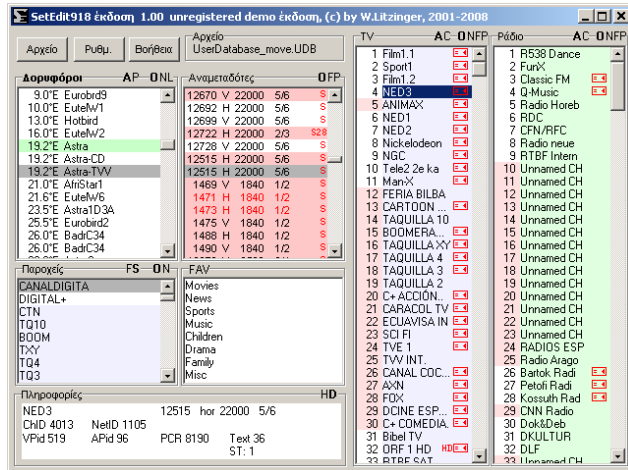 SetEdit918 έκδοση 1.00 unregistered demo έκδοση, (c) by W.Litzinger, 2001-2008
Αρχείο Ρυθμ. Βοήθεια
Αρχείο
UserDatabase_move.UDB
Δορυφόροι AP-ONL
9.0°E Eurobrd9
10.0°E EutelW1
13.0°E Hotbird
16.0°E EutelW2
19.2°E Astra
19.2°E Astra-CD
19.2°E Astra-TVV
21.0°E AfriStar1
21.6°E EutelW6
23.5°E Astra1D3A
25.5°E Eurobird2
26.0°E BadrC34
26.0°E BadrC34
Αναμεταδότες OFP
12670 V 22000 5/6 S
12692 H 22000 5/6 S
12699 V 22000 5/6 S
12722 H 22000 2/3 S28
12728 V 22000 5/6 S
12515 H 22000 5/6 S
12515 H 22000 5/6
1469 V 1840 1/2 S
1471 H 1840 1/2 S
1473 H 1840 1/2 S
1475 V 1840 1/2 S
1488 H 1840 1/2 S
1490 V 1840 1/2 S
Παροχείς FS ON
CANALDIGITA
DIGITAL+
CTN
TQ10
BOOM
TXY
TQ4
TQ3
FAV
Movies
News
Sports
Music
Children
Drama
Family
Misc
Πληροφορίες HD
NED3 12515 hor 22000 5/6
ChID 4013 NetID 1105
VPid 519 APid 96 PCR 8190 Text 36
ST: 1
TV AC-ONFP
1 Film1.1
2 Sport1
3 Film1.2
4 NED3
5 ANIMAX
6 NED1
7 NED2
8 Nickelodeon
9 NGC
10 Tele2 2e ka
11 Man-X
12 FERIA BILBA
13 CARTOON ...
14 TAQUILLA 10
15 BOOMERA...
16 TAQUILLA XY
17 TAQUILLA 4
18 TAQUILLA 3
19 TAQUILLA 2
20 C+ ACCIÓN..
21 CARACOL TV
22 ECUAVISA IN
23 SCI FI
24 TVE 1
25 TVV INT.
26 CANAL COC...
27 AXN
28 FOX
29 DCINE ESP...
30 C+ COMEDIA.
31 Bibel TV
32 ORF 1 HD HD
33 RTBF SAT
Ράδιο AC-ONFP
1 R538 Dance
2 FunX
3 Classic FM
4 Q-Music
5 Radio Horeb
6 RDC
7 CFN/RFC
8 Radio neue
9 RTBF Intern
10 Unnamed CH
11 Unnamed CH
12 Unnamed CH
13 Unnamed CH
14 Unnamed CH
15 Unnamed CH
16 Unnamed CH
17 Unnamed CH
18 Unnamed CH
19 Unnamed CH
20 Unnamed CH
21 Unnamed CH
22 Unnamed CH
23 Unnamed CH
24 RADIOS ESP
25 Radio Arago
26 Bartok Radi
27 Petofi Radi
28 Kossuth Rad
29 CNN Radio
30 Dok&Deb
31 DKULTUR
32 DLF
33 Unnamed CH